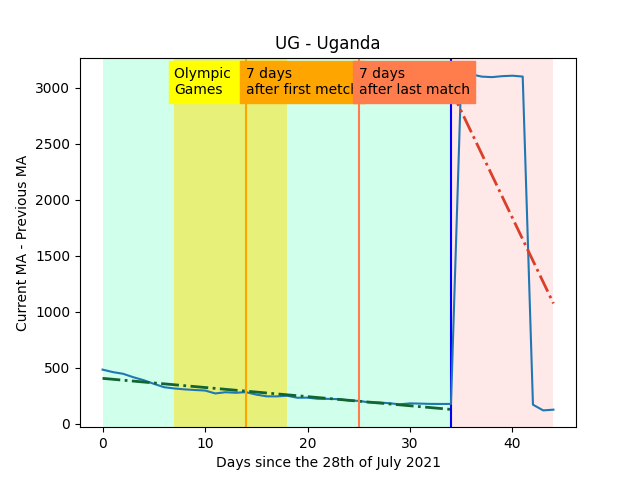 UG - Uganda
Current MA - Previous MA
3000
2500
2000
1500
1000
500
0
Olympic
Games
7 days
after first metch
7 days
after last match
0
10
20
30
40
Days since the 28th of July 2021